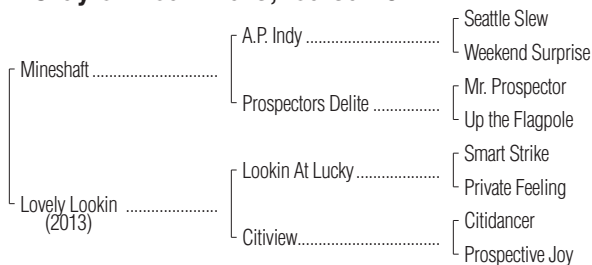 Mineshaft
A.P. Indy
Seattle Slew
Weekend Surprise
Prospectors Delite
Mr. Prospector
Up the Flagpole
Lovely Lookin
(2013)
Lookin At Lucky
Smart Strike
Private Feeling
Citiview
Citidancer
Prospective Joy